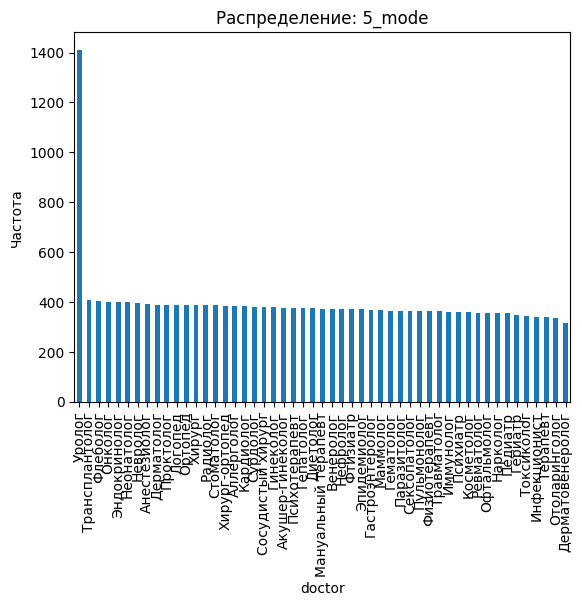 Распределение: 5_mode
Частота
1400
1200
1000
800
600
400
200
0
Уролог
Трансплантолог
Флеболог
Онколог
Эндокринолог
Неонатолог
Невролог
Анестезиолог
Дерматолог
Проктолог
Логопед
Ортопед
Хирург
Радиолог
Стоматолог
Хирург-ортопед
Аллерголог
Кардиолог
Сурдолог
Сосудистый хирург
Гинеколог
Акушер-гинеколог
Психотерапевт
Гепатолог
Диетолог
Мануальный терапевт
Венеролог
Нефролог
Фтизиатр
Эпидемиолог
Гастроэнтеролог
Маммолог
Гематолог
Паразитолог
Сексопатолог
Пульмонолог
Физиотерапевт
Травматолог
Иммунолог
Психиатр
Косметолог
Ревматолог
Офтальмолог
Нарколог
Педиатр
Гериатр
Токсиколог
Инфекционист
Терапевт
Отоларинголог
Дерматовенеролог
doctor